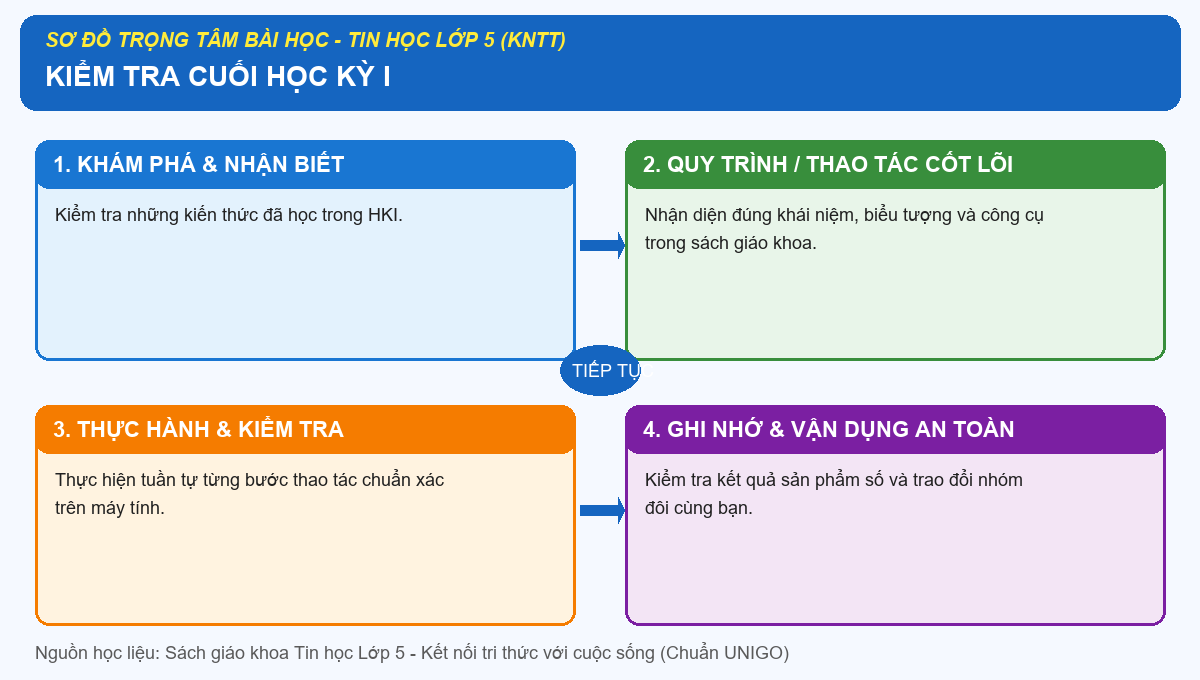 SƠ ĐỒ TRỌNG TÂM BÀI HỌC - TIN HỌC LỚP 5 (KNTT)
KIỂM TRA CUỐI HỌC KỲ I
1. KHÁM PHÁ & NHẬN BIẾT
Kiểm tra những kiến thức đã học trong HKI.
2. QUY TRÌNH / THAO TÁC CỐT LÕI
Nhận diện đúng khái niệm, biểu tượng và công cụ
trong sách giáo khoa.
TIẾP TỤC
3. THỰC HÀNH & KIỂM TRA
Thực hiện tuần tự từng bước thao tác chuẩn xác
trên máy tính.
4. GHI NHỚ & VẬN DỤNG AN TOÀN
Kiểm tra kết quả sản phẩm số và trao đổi nhóm
đôi cùng bạn.
Nguồn học liệu: Sách giáo khoa Tin học Lớp 5 - Kết nối tri thức với cuộc sống (Chuẩn UNIGO)